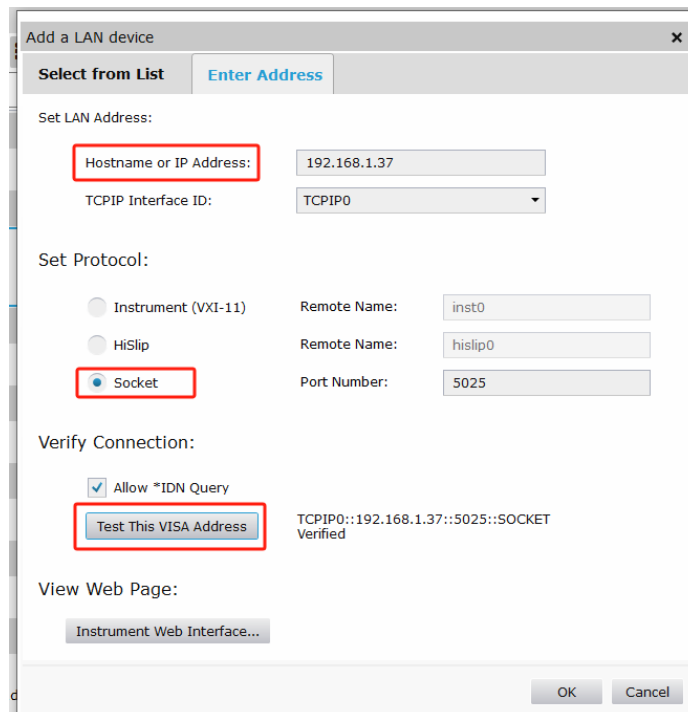 Add a LAN device
Select from List
Enter Address
Set LAN Address:
Hostname or IP Address:
192.168.1.37
TCPIP Interface ID:
TCPIP0
Set Protocol:
Instrument (VXI-11)
Remote Name:
inst0
HiSlip
Remote Name:
hislip0
Socket
Port Number:
5025
Verify Connection:
Allow *IDN Query
Test This VISA Address
TCPIP0::192.168.1.37::5025::SOCKET
Verified
View Web Page:
Instrument Web Interface...
OK
Cancel